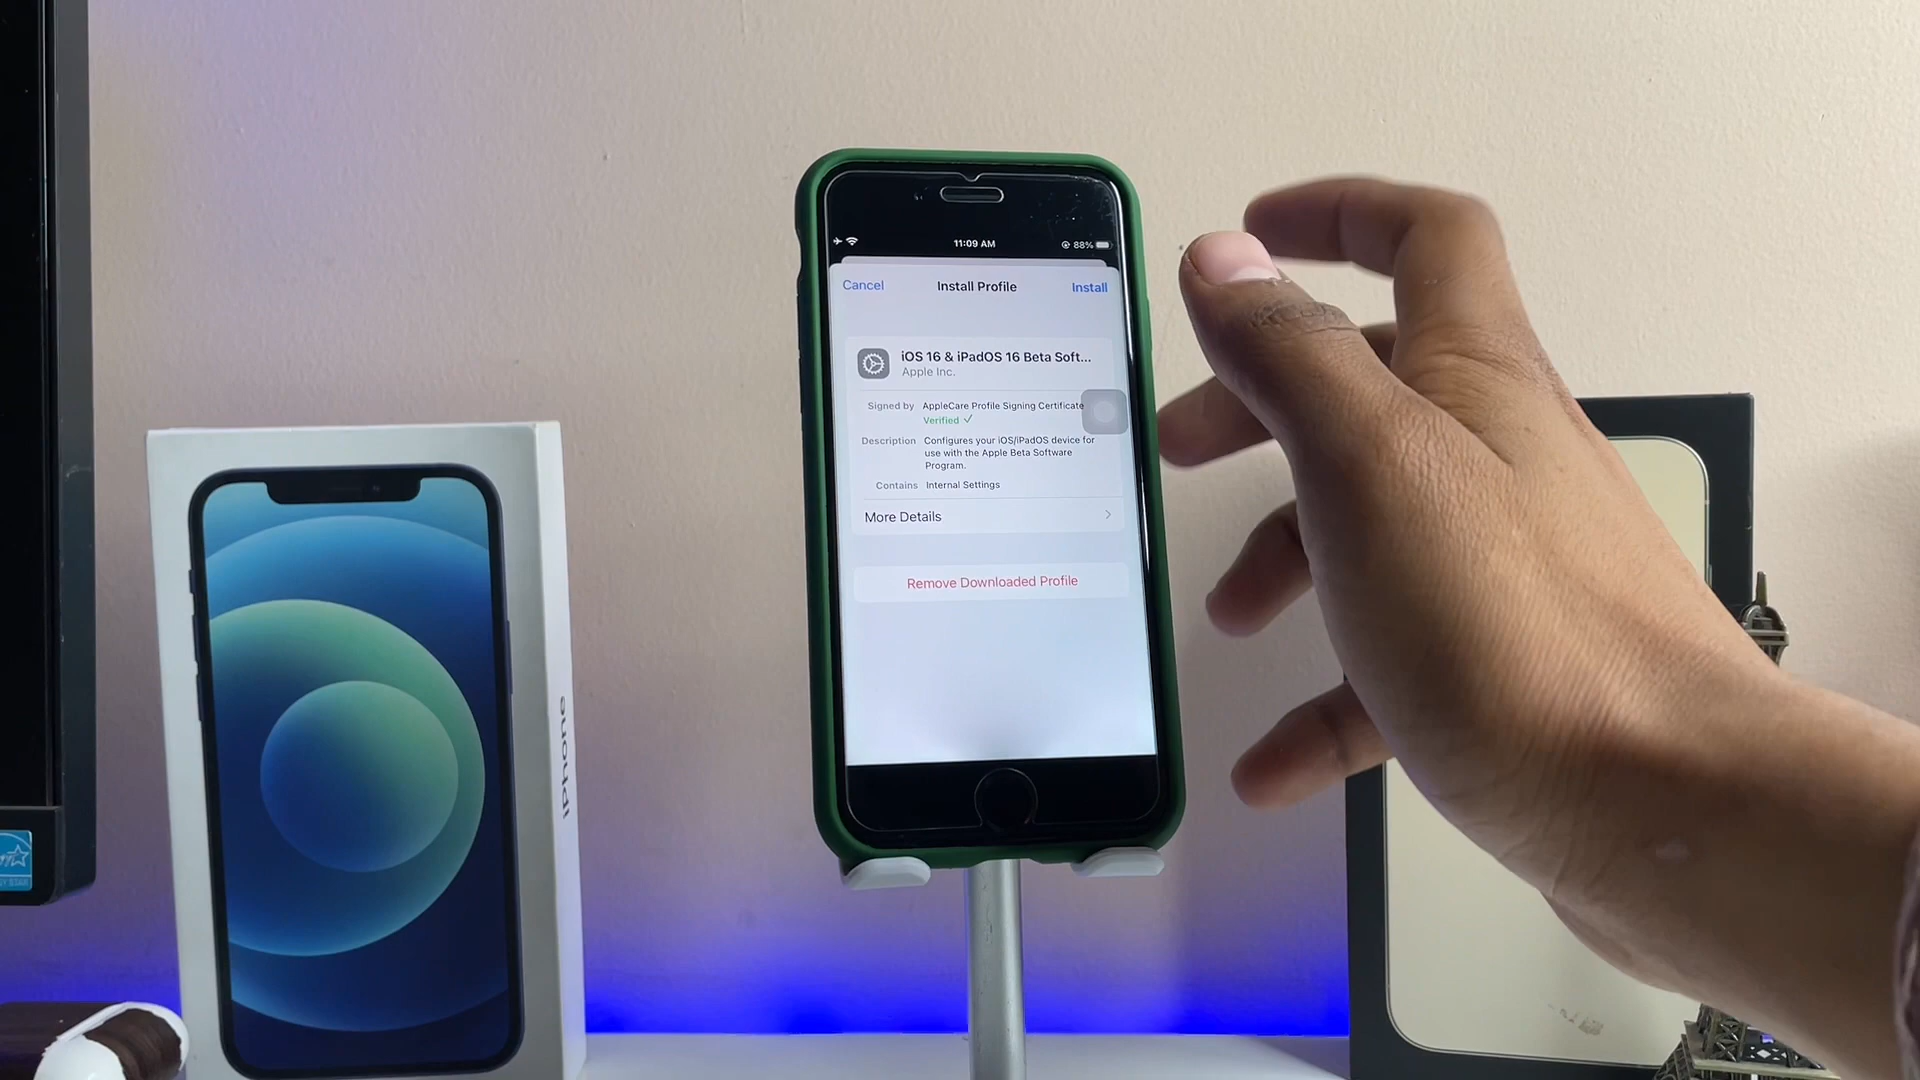 11:09 AM
88%
Cancel
Install Profile
Install
iOS 16 & iPadOS 16 Beta Soft...
Apple Inc.
Signed by AppleCare Profile Signing Certificate
Verified ✓
Description Configures your iOS/iPadOS device for
use with the Apple Beta Software
Program.
Contains Internal Settings
More Details
Remove Downloaded Profile
iPhone